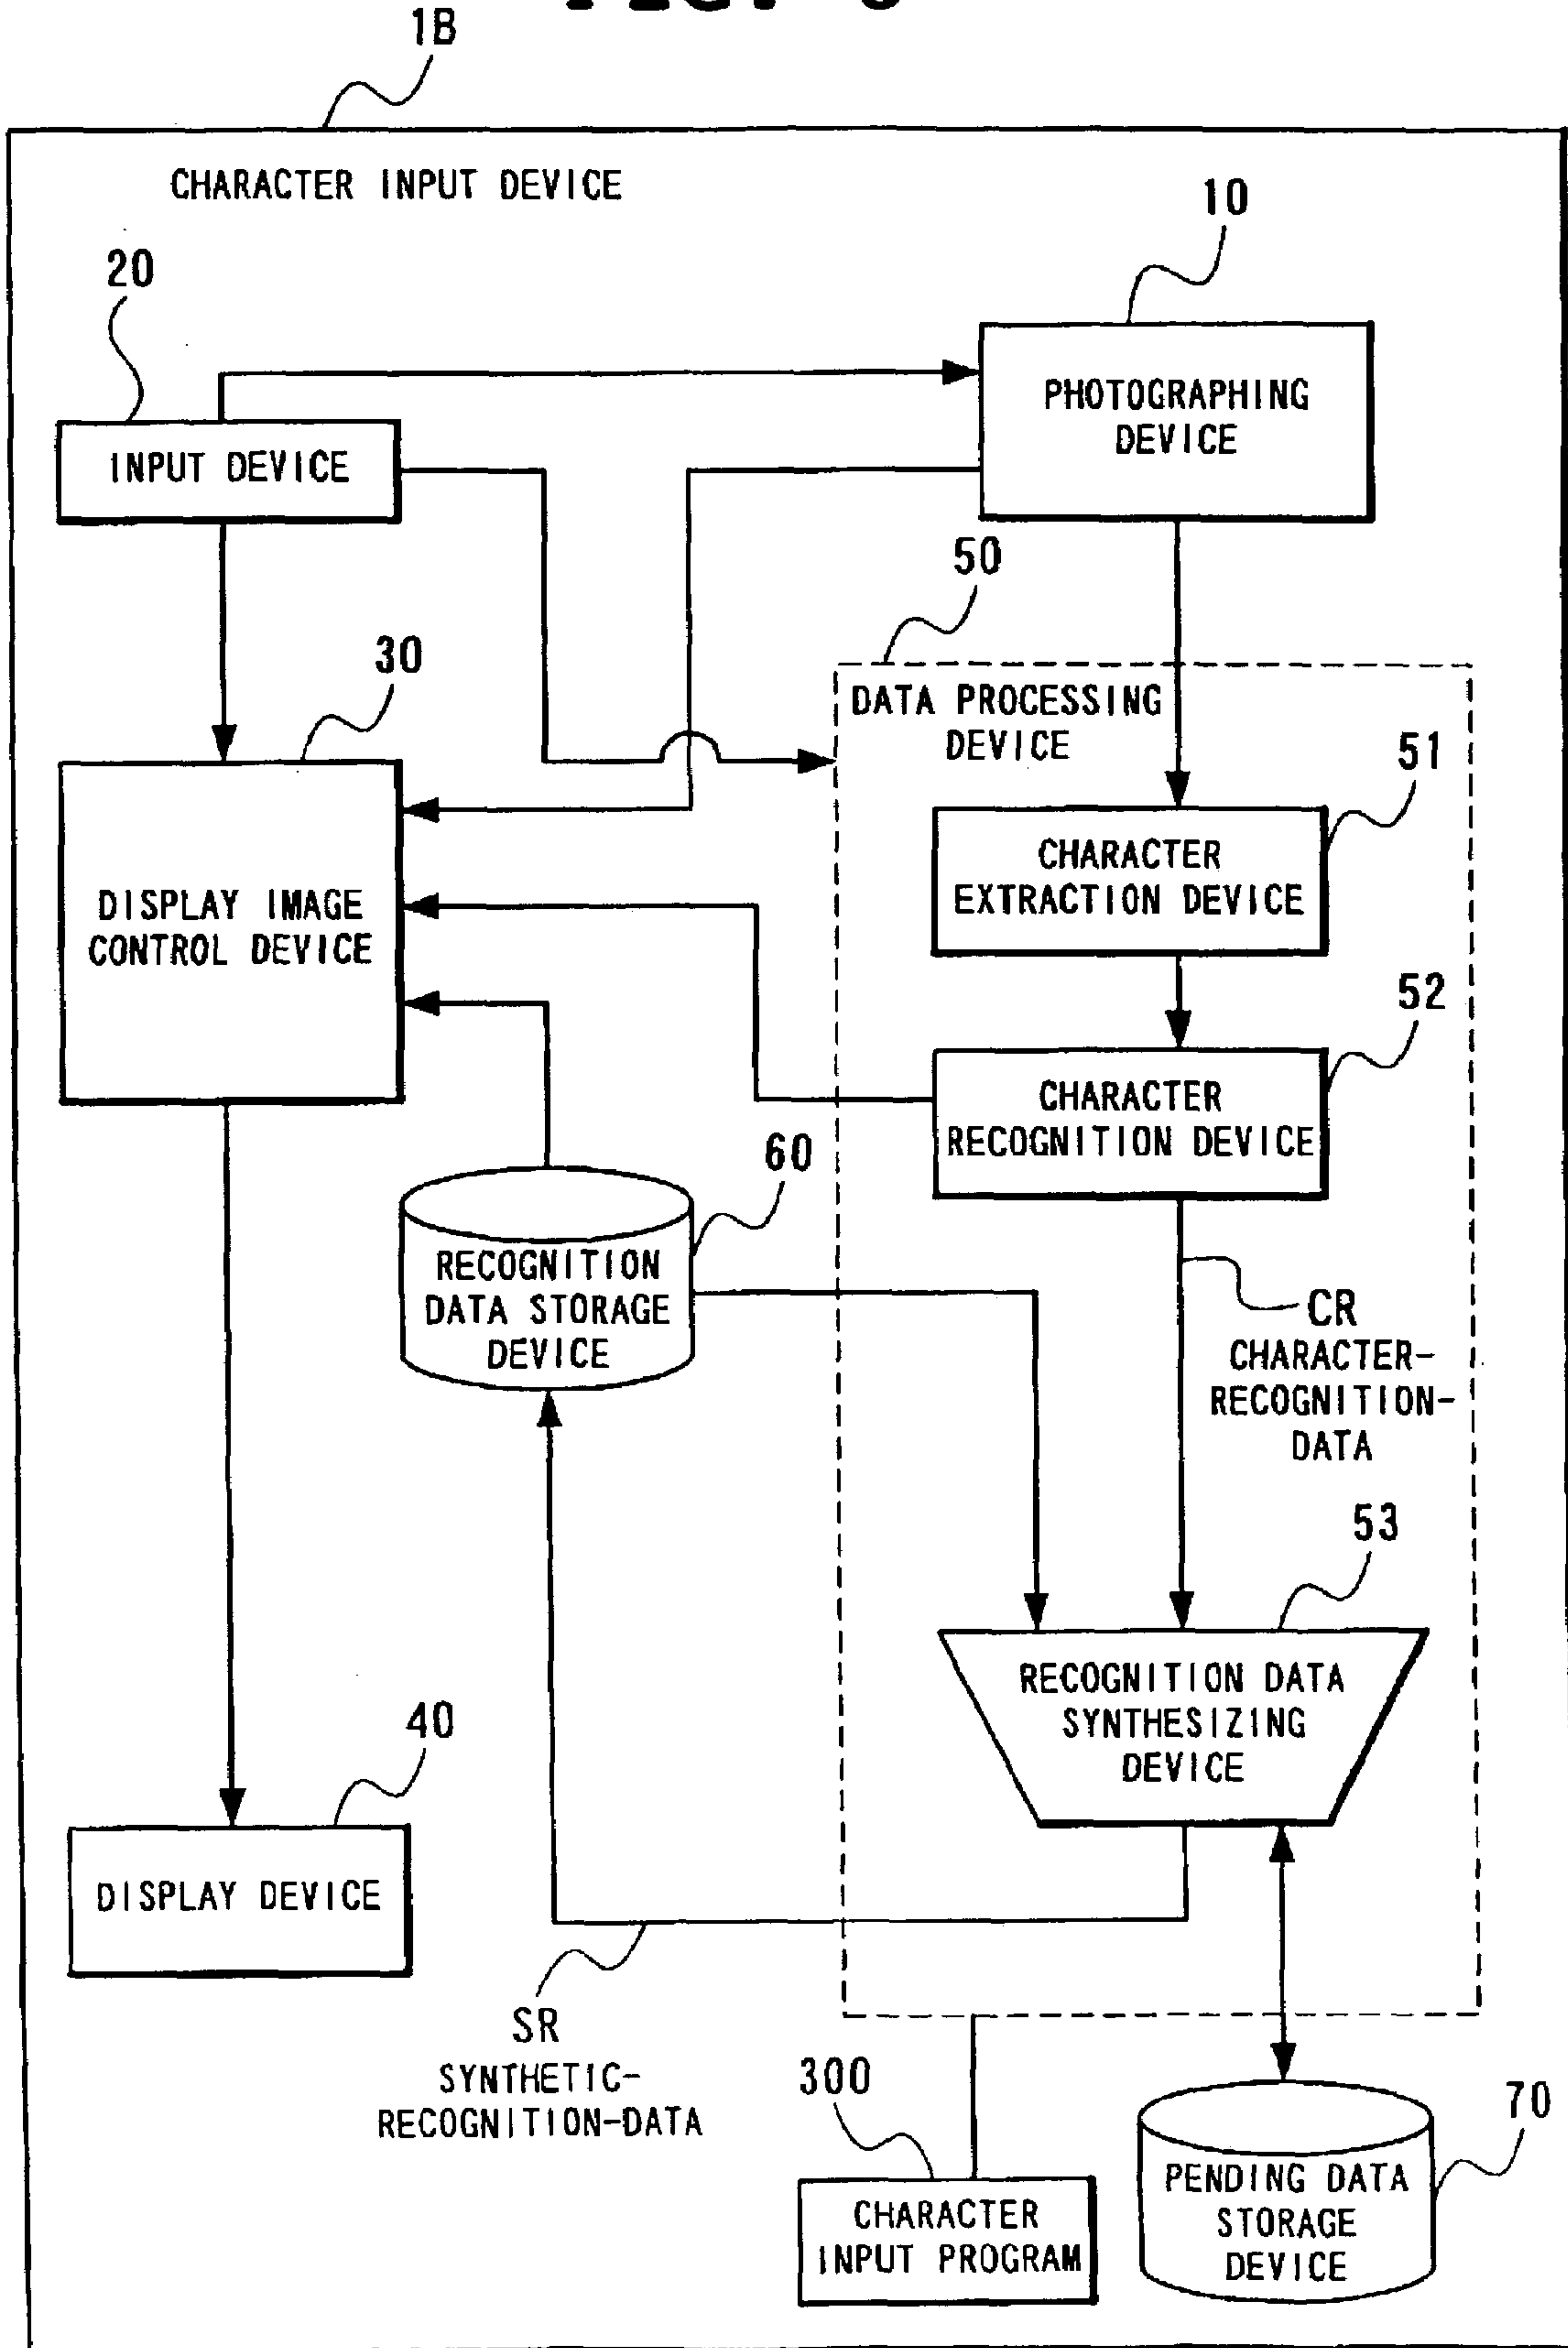 1B
CHARACTER INPUT DEVICE
10
20
PHOTOGRAPHING
DEVICE
INPUT DEVICE
50
30
DATA PROCESSING
DEVICE
51
CHARACTER
EXTRACTION DEVICE
DISPLAY IMAGE
CONTROL DEVICE
52
CHARACTER
RECOGNITION DEVICE
60
RECOGNITION
DATA STORAGE
DEVICE
CR
CHARACTER-
RECOGNITION-
DATA
53
RECOGNITION DATA
SYNTHESIZING
DEVICE
40
DISPLAY DEVICE
SR
SYNTHETIC-
RECOGNITION-DATA
300
CHARACTER
INPUT PROGRAM
70
PENDING DATA
STORAGE
DEVICE